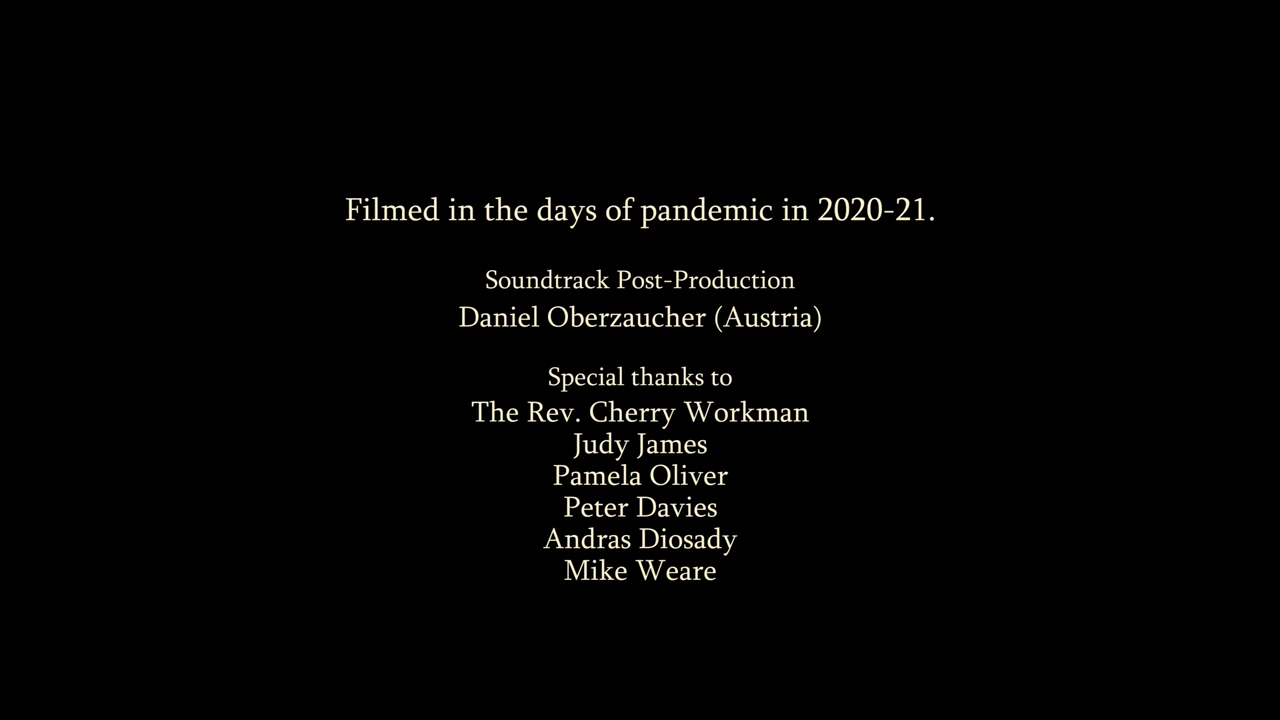 Filmed in the days of pandemic in 2020-21.
Soundtrack Post-Production
Daniel Oberzaucher (Austria)
Special thanks to
The Rev. Cherry Workman
Judy James
Pamela Oliver
Peter Davies
Andras Diosady
Mike Weare